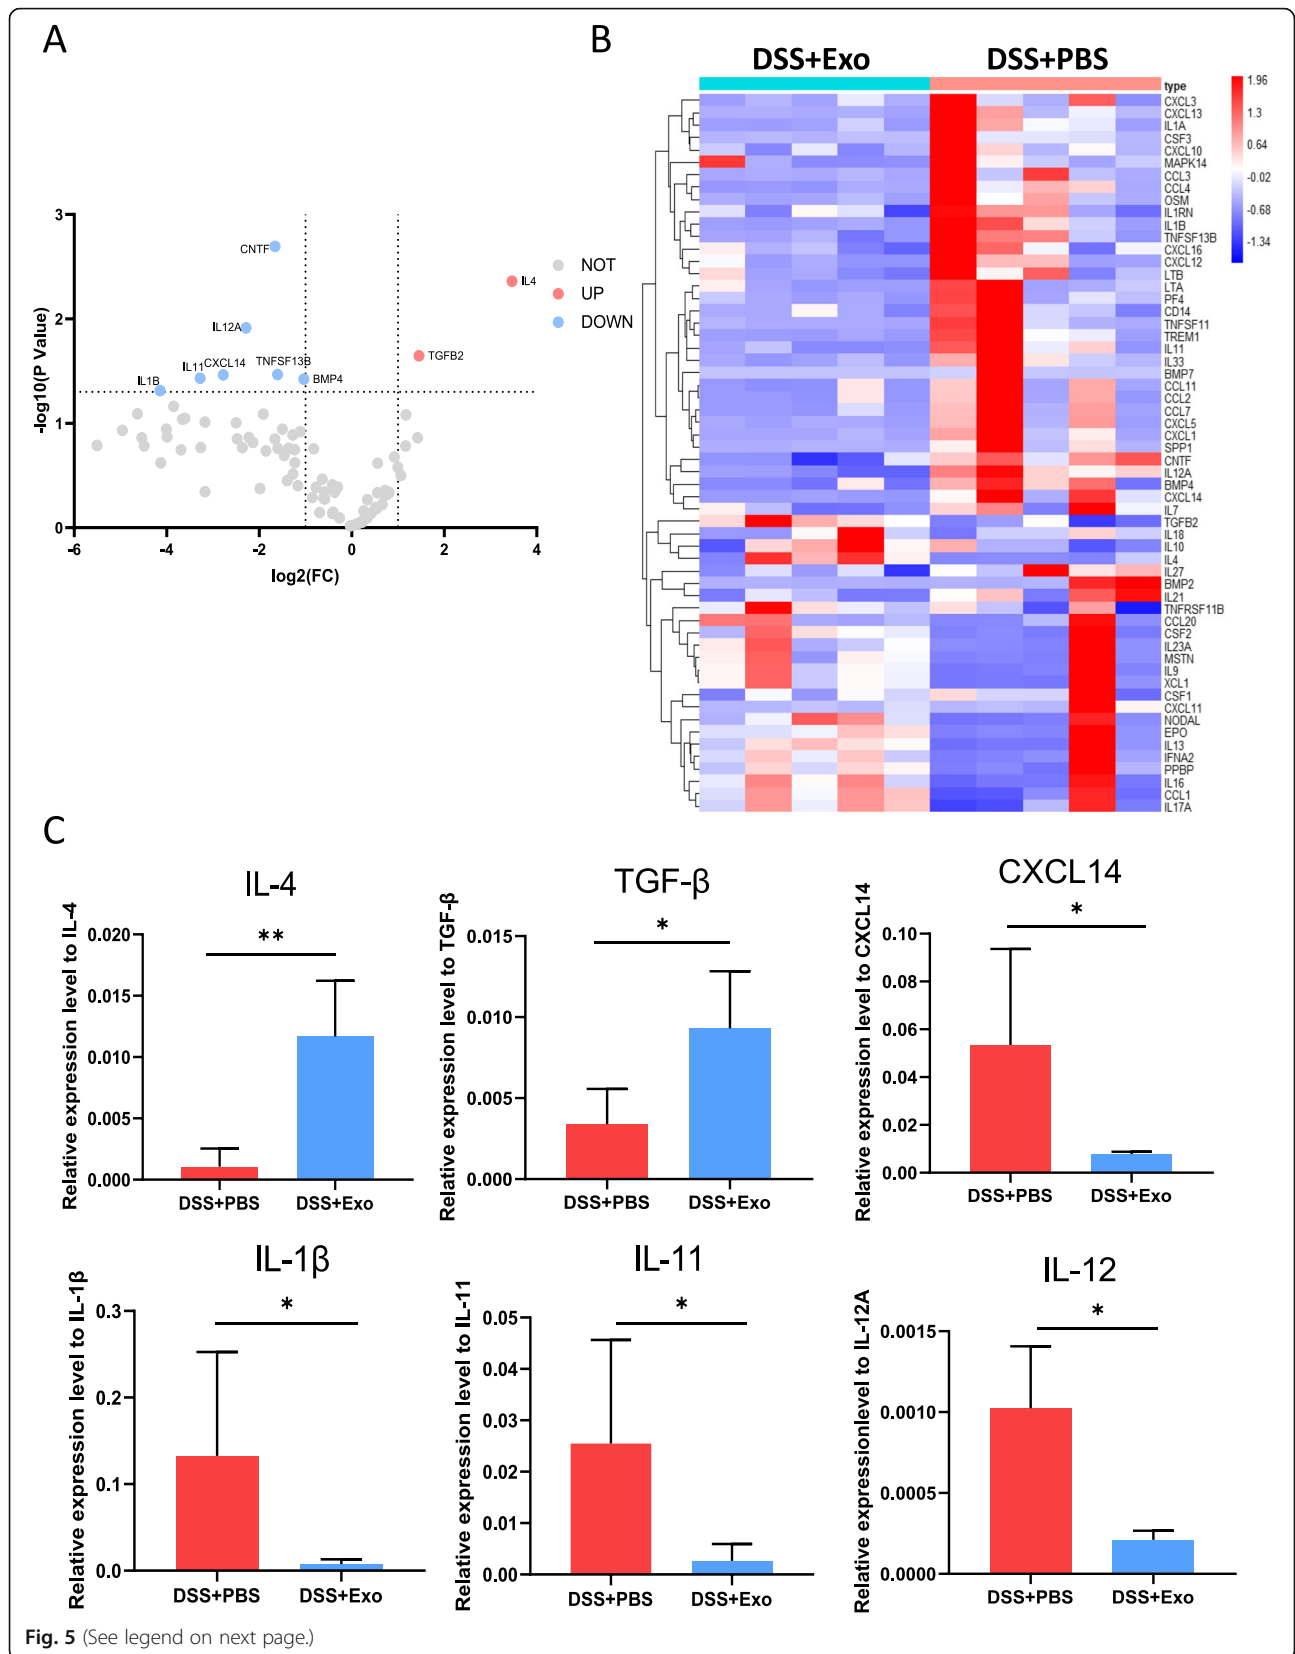 A
3
2
1
0
-log10(P Value)
-6
-4
-2
0
2
4
log2(FC)
CNTF
IL4
IL12A
TGFB2
IL11
CXCL14
TNFSF13B
IL1B
BMP4
NOT
UP
DOWN
B
DSS+Exo
DSS+PBS
type
CXCL3
CXCL13
IL1A
CSF3
CXCL10
MAPK14
CCL3
CCL4
OSM
IL1RN
IL1B
TNFSF13B
CXCL16
CXCL12
LTB
LTA
PF4
CD14
TNFSF11
TREM1
IL11
IL33
BMP7
CCL11
CCL2
CCL7
CXCL5
CXCL1
SPP1
CNTF
IL12A
BMP4
CXCL14
IL7
TGFB2
IL18
IL10
IL4
IL27
BMP2
IL21
TNFRSF11B
CCL20
CSF2
IL23A
MSTN
IL9
XCL1
CSF1
CXCL11
NODAL
EPO
IL13
IFNA2
PPBP
IL16
CCL1
IL17A
1.96
1.3
0.64
-0.02
-0.68
-1.34
C
IL-4
**
Relative expression level to IL-4
0.020
0.015
0.010
0.005
0.000
DSS+PBS
DSS+Exo
TGF-β
*
Relative expression level to TGF-β
0.015
0.010
0.005
0.000
DSS+PBS
DSS+Exo
CXCL14
*
Relative expression level to CXCL14
0.10
0.08
0.06
0.04
0.02
0.00
DSS+PBS
DSS+Exo
IL-1β
*
Relative expression level to IL-1β
0.3
0.2
0.1
0.0
DSS+PBS
DSS+Exo
IL-11
*
Relative expression level to IL-11
0.05
0.04
0.03
0.02
0.01
0.00
DSS+PBS
DSS+Exo
IL-12
*
Relative expressionlevel to IL-12A
0.0015
0.0010
0.0005
0.0000
DSS+PBS
DSS+Exo
Fig. 5 (See legend on next page.)